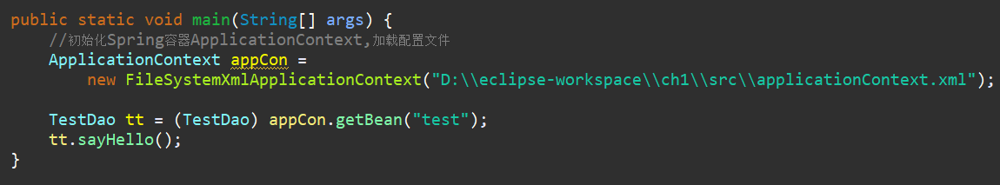 public static void main(String[] args) {
//初始化Spring容器ApplicationContext,加载配置文件
ApplicationContext appCon =
new FileSystemXmlApplicationContext("D:\\eclipse-workspace\\ch1\\src\\applicationContext.xml");
TestDao tt = (TestDao) appCon.getBean("test");
tt.sayHello();
}